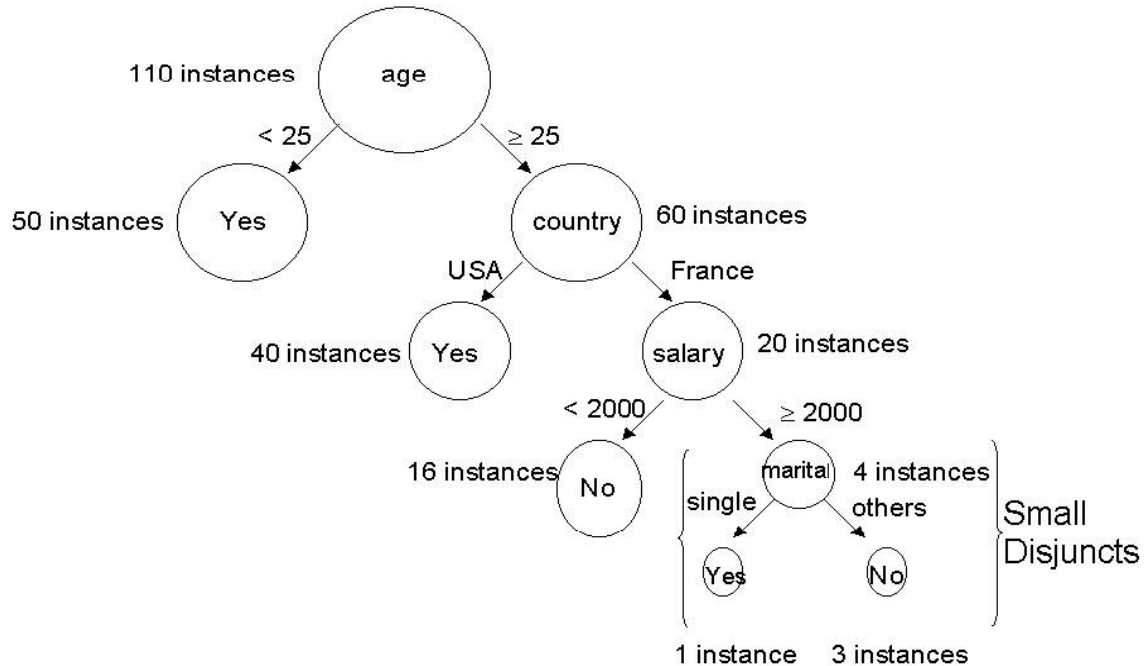 110 instances
age
< 25
≥ 25
50 instances
Yes
country
60 instances
USA
France
40 instances
Yes
salary
20 instances
< 2000
≥ 2000
16 instances
No
marital
4 instances
single
others
Small
Disjuncts
Yes
No
1 instance
3 instances